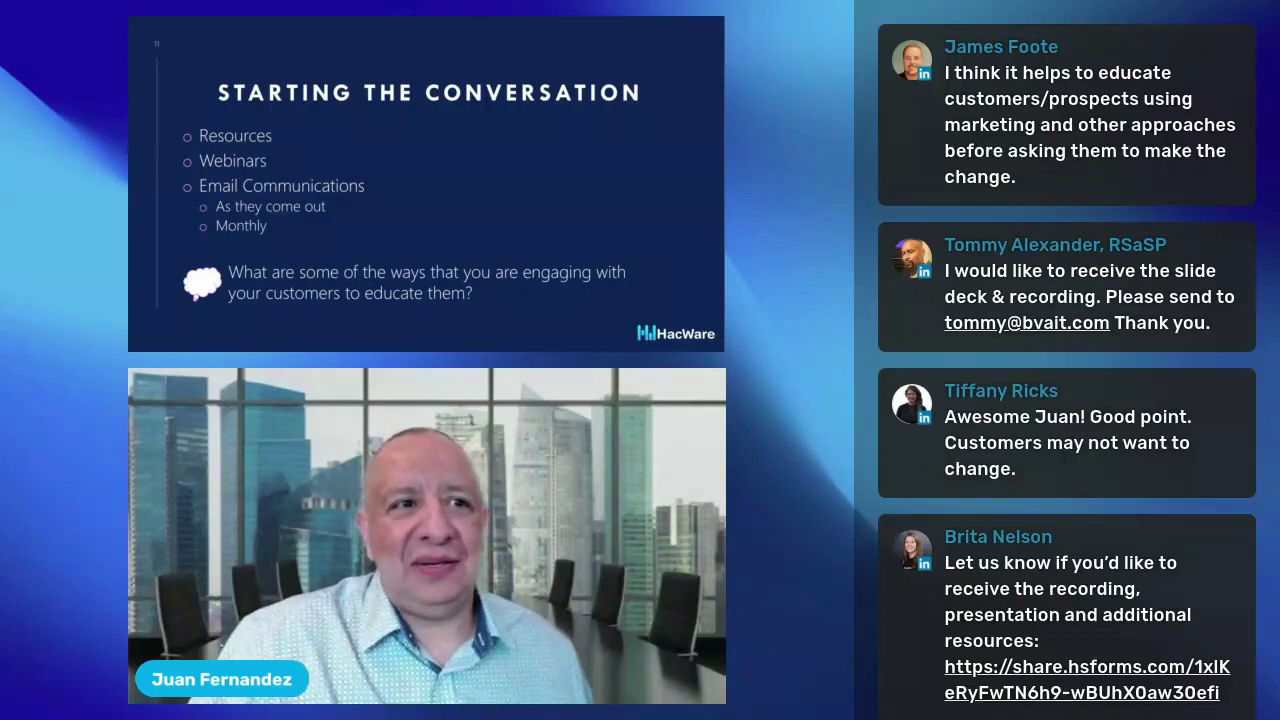 11
STARTING THE CONVERSATION
Resources
Webinars
Email Communications
As they come out
Monthly
What are some of the ways that you are engaging with
your customers to educate them?
HacWare
Juan Fernandez
James Foote
I think it helps to educate
customers/prospects using
marketing and other approaches
before asking them to make the
change.
Tommy Alexander, RSaSP
I would like to receive the slide
deck & recording. Please send to
tommy@bvait.com Thank you.
Tiffany Ricks
Awesome Juan! Good point.
Customers may not want to
change.
Brita Nelson
Let us know if you’d like to
receive the recording,
presentation and additional
resources:
https://share.hsforms.com/1xlK
eRyFwTN6h9-wBUhX0aw30efi